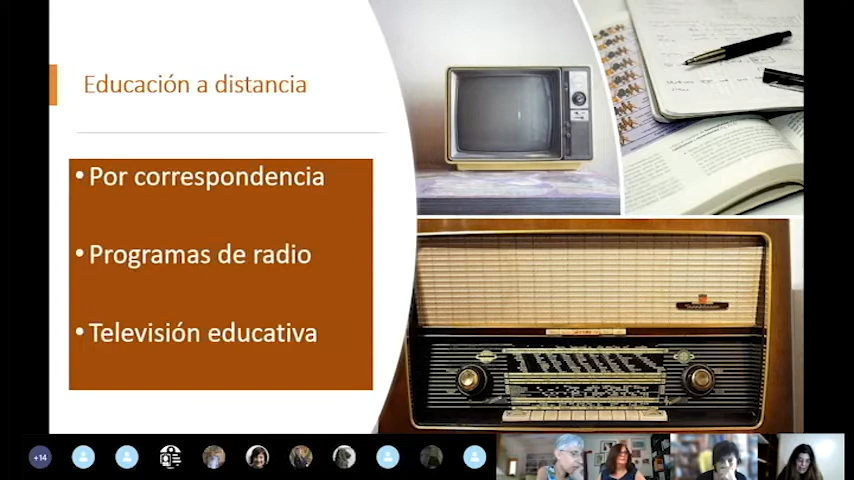 Educación a distancia
• Por correspondencia
• Programas de radio
• Televisión educativa
+14